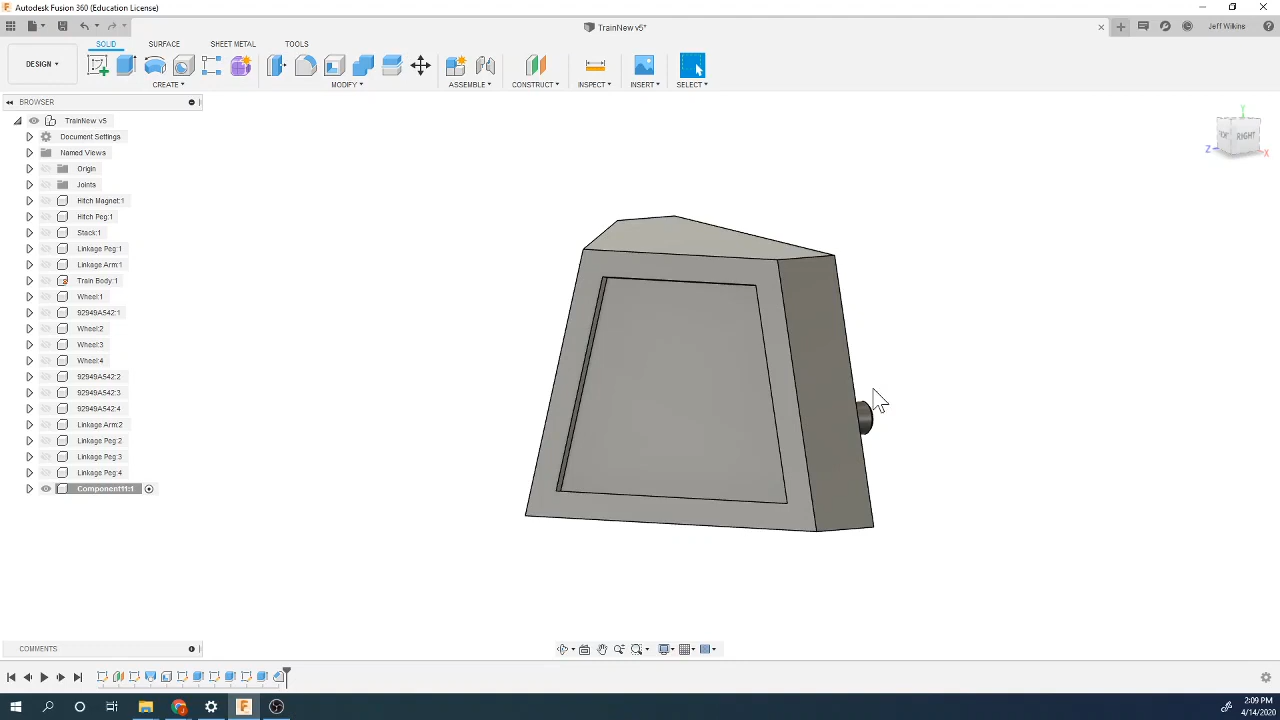 Autodesk Fusion 360 (Education License)
TrainNew v5*
Jeff Wilkins
DESIGN
SOLID SURFACE SHEET METAL TOOLS
CREATE MODIFY ASSEMBLE CONSTRUCT INSPECT INSERT SELECT
BROWSER
TrainNew v5
Document Settings
Named Views
Origin
Joints
Hitch Magnet:1
Hitch Peg:1
Stack:1
Linkage Peg:1
Linkage Arm:1
Train Body:1
Wheel:1
92949A542:1
Wheel:2
Wheel:3
Wheel:4
92949A542:2
92949A542:3
92949A542:4
Linkage Arm:2
Linkage Peg:2
Linkage Peg:3
Linkage Peg:4
Component11:1
Y
RIGHT
Z
X
COMMENTS
2:09 PM
4/14/2020